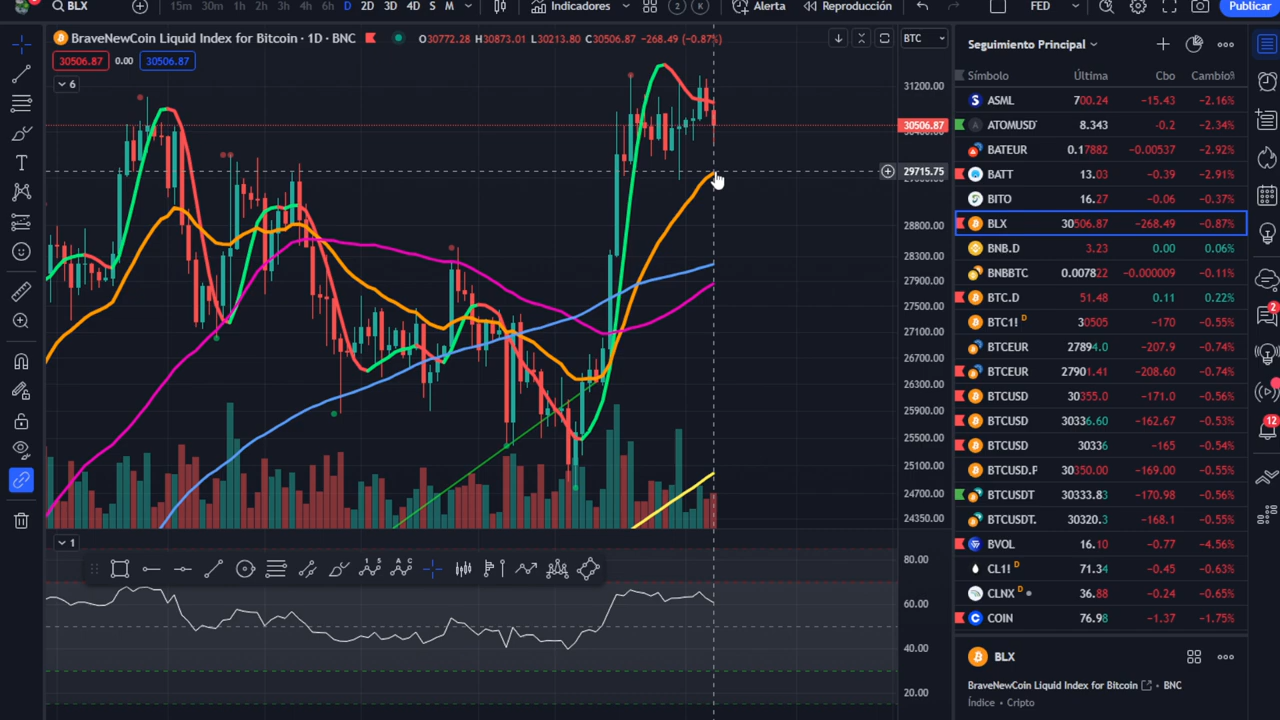 BLX
15m 30m 1h 2h 3h 4h 6h D 2D 3D 4D S M
Indicadores
2 K
Alerta
Reproducción
FED
Publicar
BraveNewCoin Liquid Index for Bitcoin · 1D · BNC
O30772.28 H30873.01 L30213.80 C30506.87 -268.49 (-0.87%)
BTC
30506.87 0.00 30506.87
6
31200.00
30506.87
29715.75
28800.00
28300.00
27900.00
27500.00
27100.00
26700.00
26300.00
25900.00
25500.00
25100.00
24700.00
24350.00
1
80.00
60.00
40.00
20.00
Seguimiento Principal
Símbolo Última Cbo Cambio%
ASML 700.24 -15.43 -2.16%
ATOMUSD 8.343 -0.2 -2.34%
BATEUR 0.17882 -0.00537 -2.92%
BATT 13.03 -0.39 -2.91%
BITO 16.27 -0.06 -0.37%
BLX 30506.87 -268.49 -0.87%
BNB.D 3.23 0.00 0.06%
BNBBTC 0.007822 -0.000009 -0.11%
BTC.D 51.48 0.11 0.22%
BTC1! D 30505 -170 -0.55%
BTCEUR 27894.0 -207.9 -0.74%
BTCEUR 27901.41 -208.60 -0.74%
BTCUSD 30355.0 -171.0 -0.56%
BTCUSD 30336.60 -162.67 -0.53%
BTCUSD 30336 -165 -0.54%
BTCUSD.P 30350.00 -169.00 -0.55%
BTCUSDT 30333.83 -170.98 -0.56%
BTCUSDT. 30320.3 -168.1 -0.55%
BVOL 16.10 -0.77 -4.56%
CL1! D 71.34 -0.45 -0.63%
CLNX D 36.88 -0.24 -0.65%
COIN 76.98 -1.37 -1.75%
BLX
BraveNewCoin Liquid Index for Bitcoin · BNC
Índice · Cripto
2
12